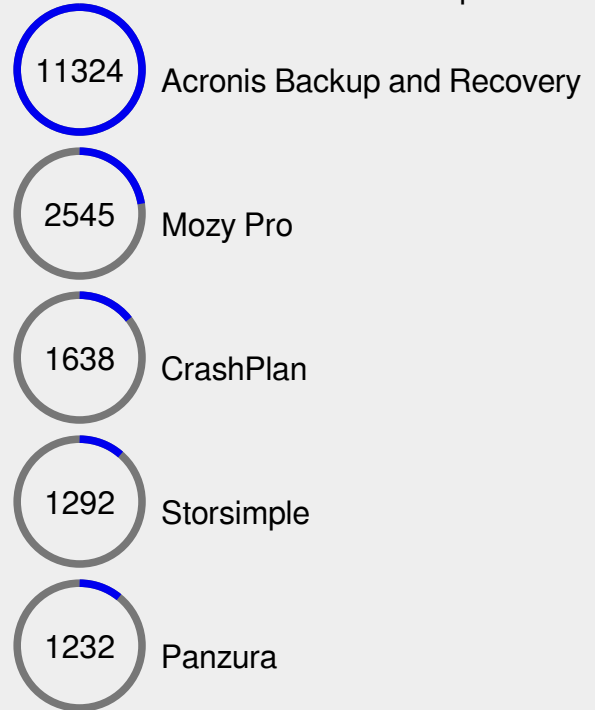 11324 Acronis Backup and Recovery
2545 Mozy Pro
1638 CrashPlan
1292 Storsimple
1232 Panzura